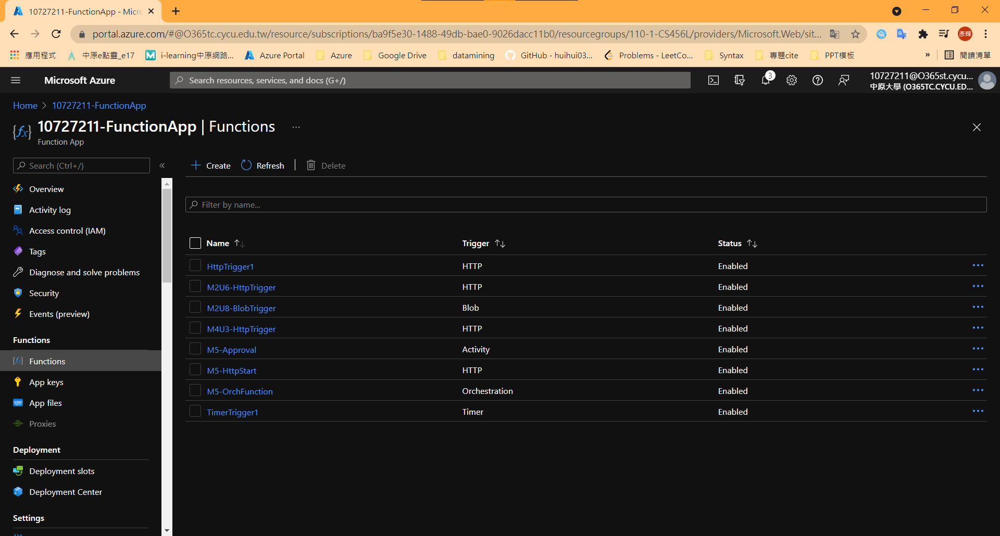 10727211-FunctionApp - Micr
portal.azure.com/#@O365tc.cycu.edu.tw/resource/subscriptions/ba9f5e30-1488-49db-bae0-9026dacc11b0/resourcegroups/110-1-CS456L/providers/Microsoft.Web/sit...
彥輝
應用程式 中原e點靈_e17 i-learning中原網路... Azure Portal Azure Google Drive datamining GitHub - huihui03... Problems - LeetCo... Syntax 專題cite PPT模板 » 閱讀清單
Microsoft Azure
Search resources, services, and docs (G+/)
3
10727211@O365st.cycu...
中原大學 (O365TC.CYCU.ED...
Home > 10727211-FunctionApp
10727211-FunctionApp | Functions ...
Function App
Search (Ctrl+/) «
Create Refresh | Delete
Filter by name...
Overview
Activity log
Access control (IAM)
Tags
Diagnose and solve problems
Security
Events (preview)
Functions
Functions
App keys
App files
Proxies
Deployment
Deployment slots
Deployment Center
Settings
Name Trigger Status
HttpTrigger1 HTTP Enabled
M2U6-HttpTrigger HTTP Enabled
M2U8-BlobTrigger Blob Enabled
M4U3-HttpTrigger HTTP Enabled
M5-Approval Activity Enabled
M5-HttpStart HTTP Enabled
M5-OrchFunction Orchestration Enabled
TimerTrigger1 Timer Enabled